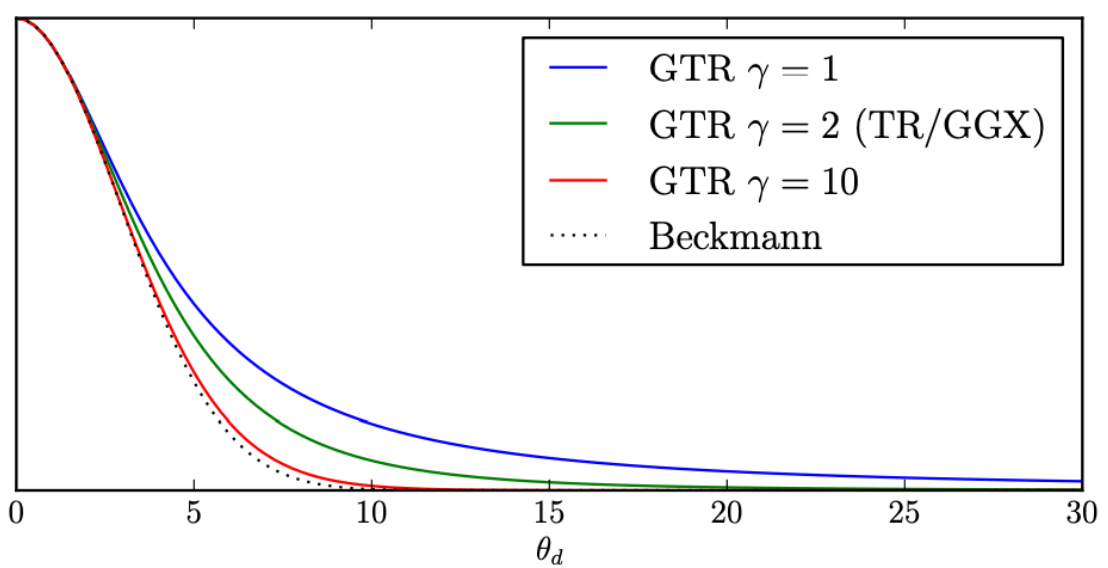 GTR γ = 1
GTR γ = 2 (TR/GGX)
GTR γ = 10
Beckmann
0 5 10 15 20 25 30
θd